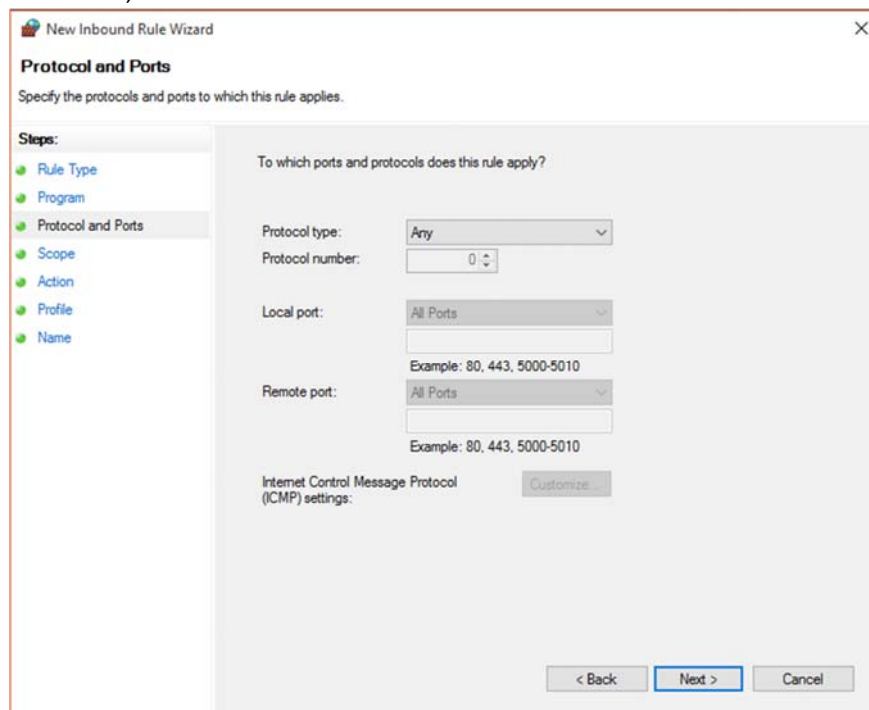 New Inbound Rule Wizard
Protocol and Ports
Specify the protocols and ports to which this rule applies.
Steps:
Rule Type
Program
Protocol and Ports
Scope
Action
Profile
Name
To which ports and protocols does this rule apply?
Protocol type: Any
Protocol number: 0
Local port: All Ports
Example: 80, 443, 5000-5010
Remote port: All Ports
Example: 80, 443, 5000-5010
Internet Control Message Protocol
(ICMP) settings: Customize...
< Back Next > Cancel